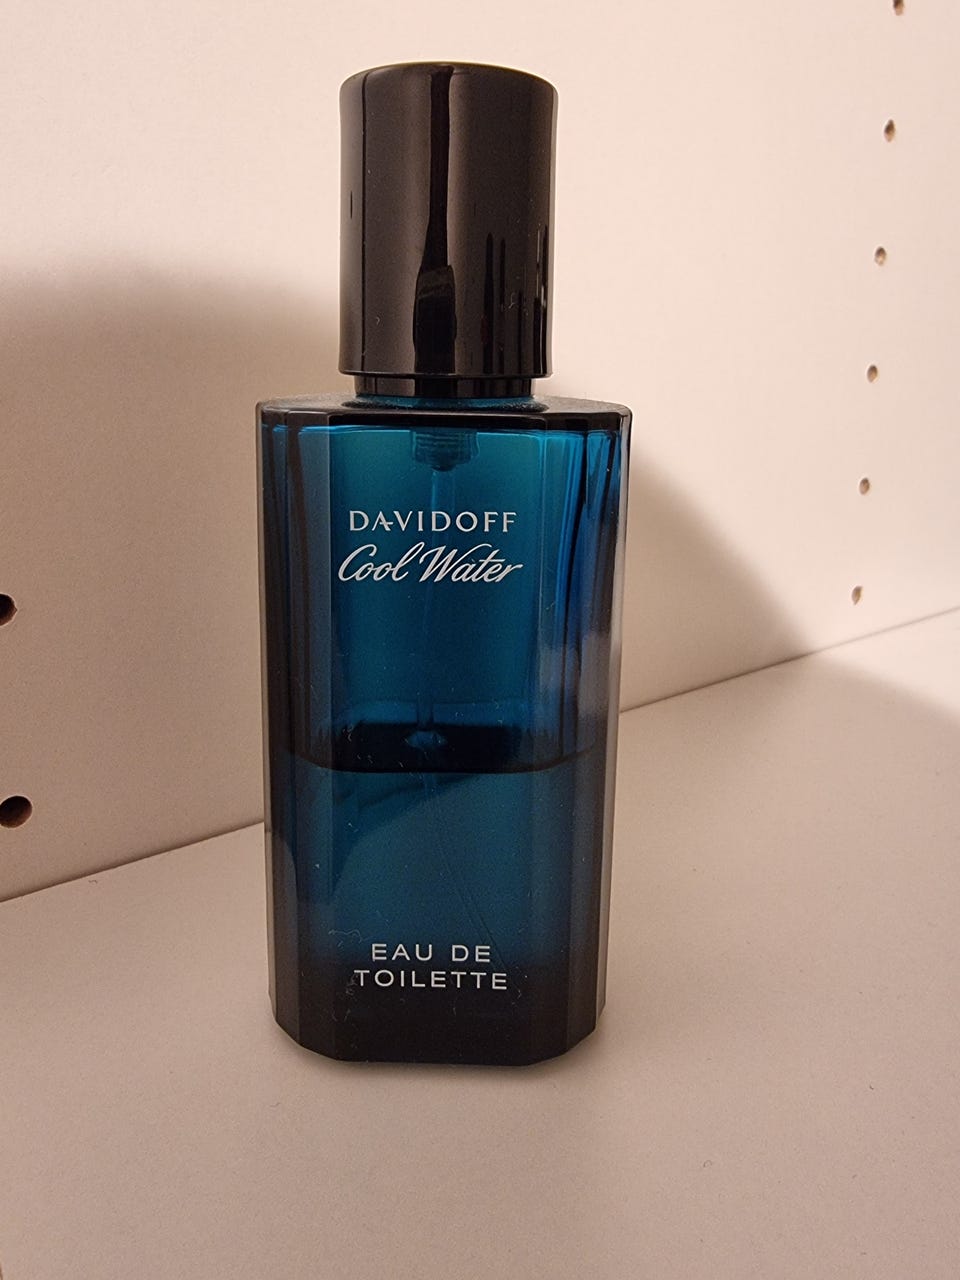 DAVIDOFF
Cool Water
EAU DE
TOILETTE